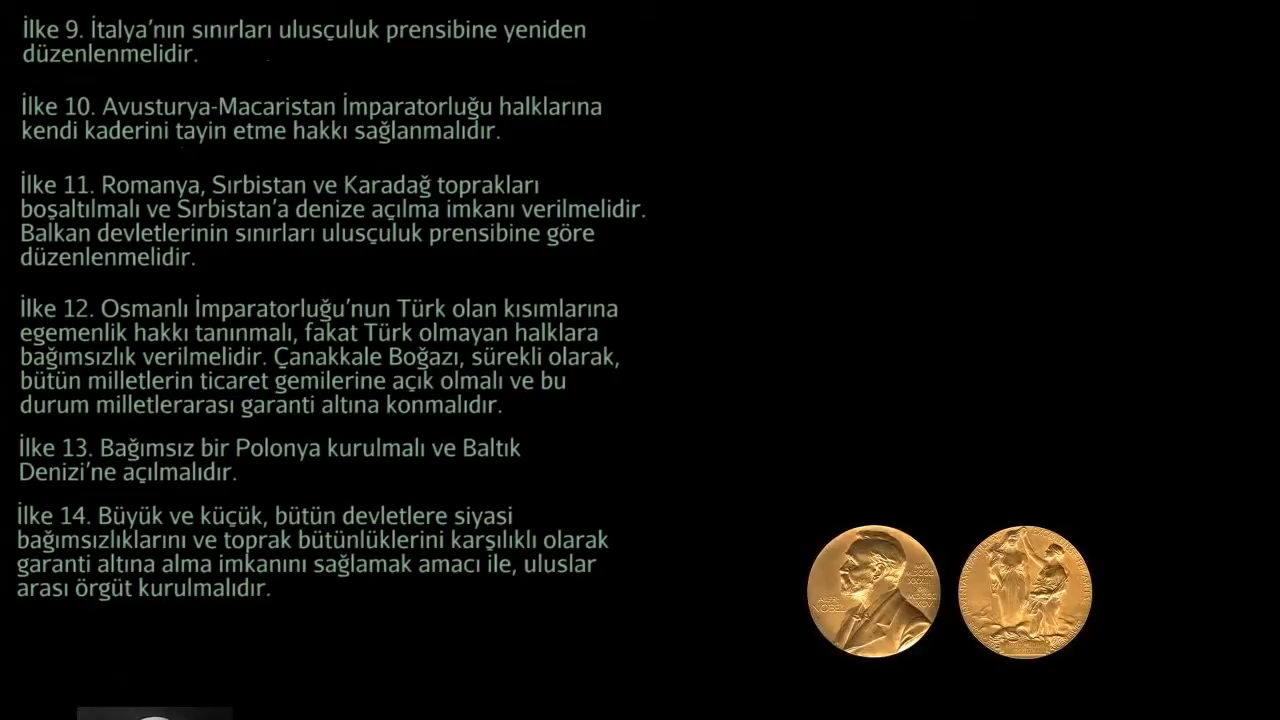 İlke 9. İtalya’nın sınırları ulusçuluk prensibine yeniden
düzenlenmelidir.
İlke 10. Avusturya-Macaristan İmparatorluğu halklarına
kendi kaderini tayin etme hakkı sağlanmalıdır.
İlke 11. Romanya, Sırbistan ve Karadağ toprakları
boşaltılmalı ve Sırbistan’a denize açılma imkanı verilmelidir.
Balkan devletlerinin sınırları ulusçuluk prensibine göre
düzenlenmelidir.
İlke 12. Osmanlı İmparatorluğu’nun Türk olan kısımlarına
egemenlik hakkı tanınmalı, fakat Türk olmayan halklara
bağımsızlık verilmelidir. Çanakkale Boğazı, sürekli olarak,
bütün milletlerin ticaret gemilerine açık olmalı ve bu
durum milletlerarası garanti altına konmalıdır.
İlke 13. Bağımsız bir Polonya kurulmalı ve Baltık
Denizi’ne açılmalıdır.
İlke 14. Büyük ve küçük, bütün devletlere siyasi
bağımsızlıklarını ve toprak bütünlüklerini karşılıklı olarak
garanti altına alma imkanını sağlamak amacı ile, uluslar
arası örgüt kurulmalıdır.
NOBEL